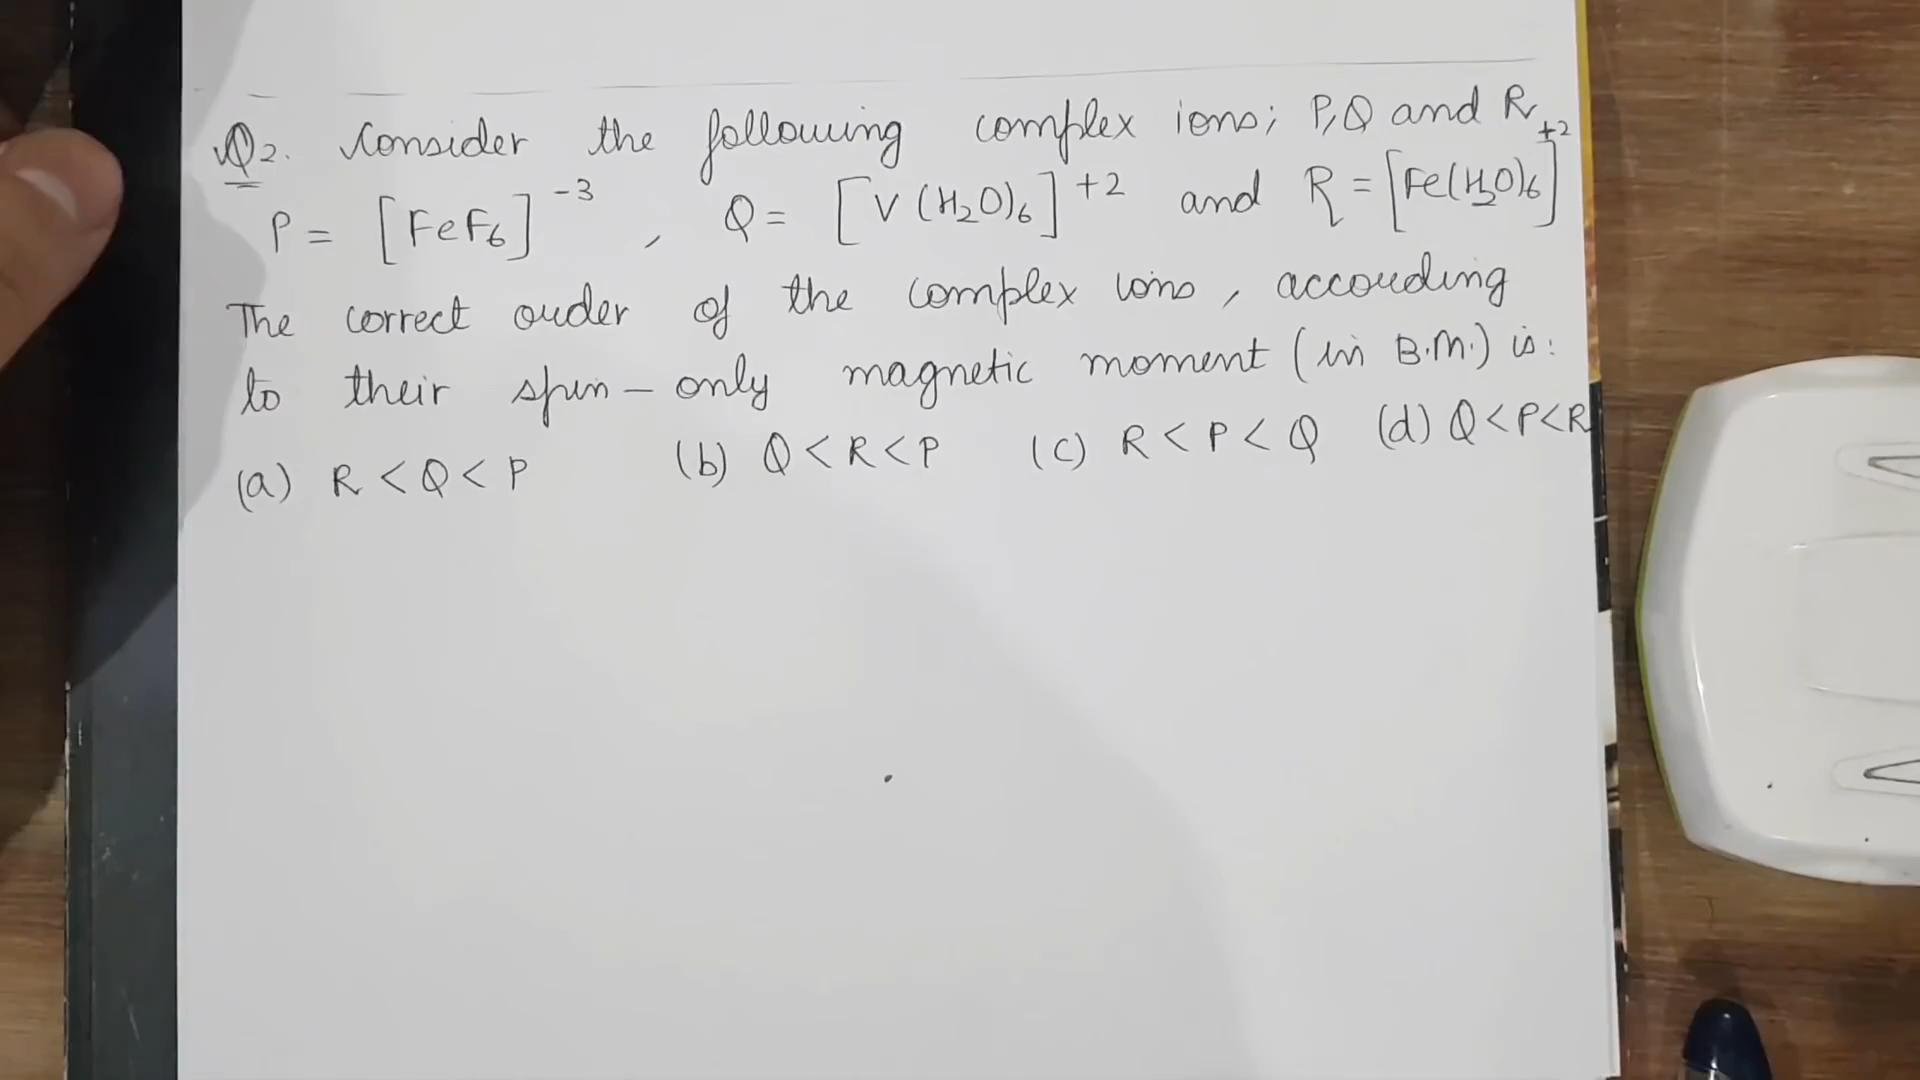 Q2. Consider the following complex ions; P, Q and R
P = [FeF6]^-3, Q = [V(H2O)6]^+2 and R = [Fe(H2O)6]^+2
The correct order of the complex ions, according
to their spin-only magnetic moment (in B.M.) is:
(a) R < Q < P (b) Q < R < P (c) R < P < Q (d) Q < P < R